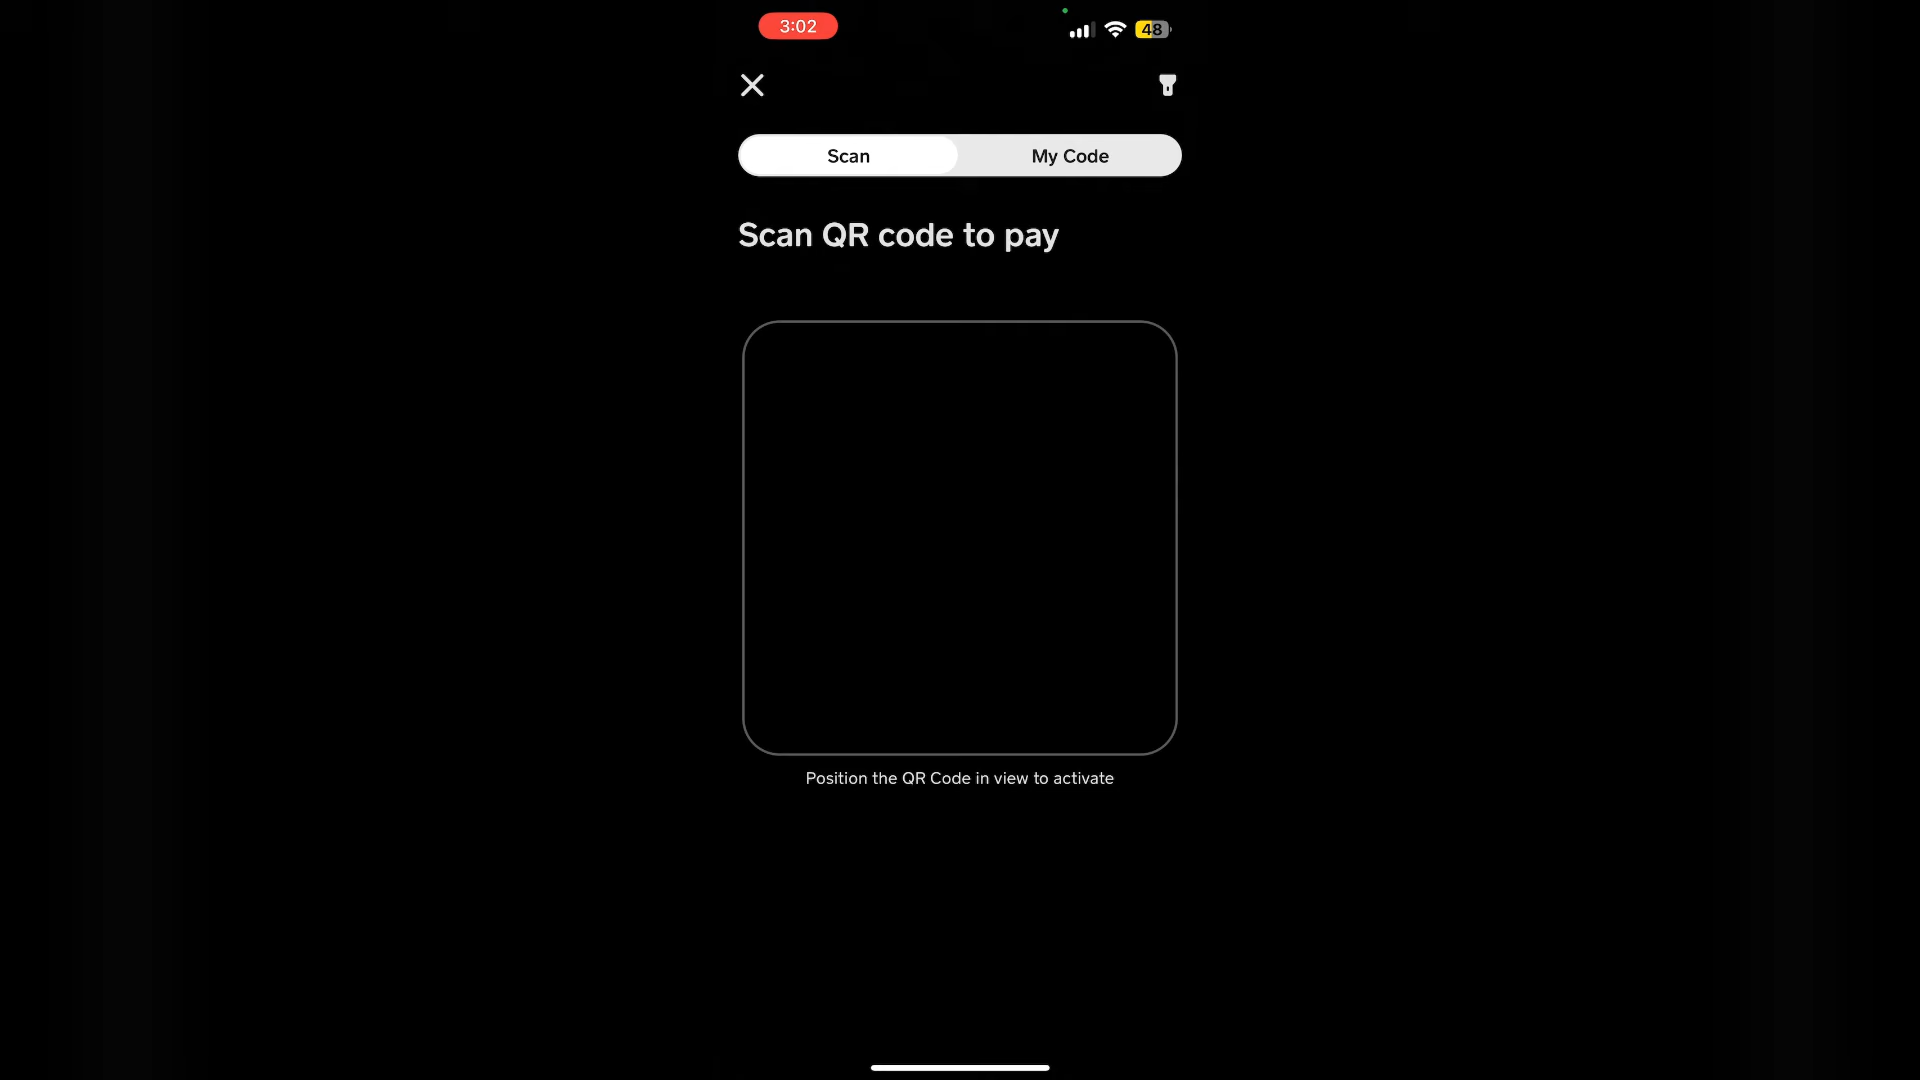 3:02
48
Scan
My Code
Scan QR code to pay
Position the QR Code in view to activate